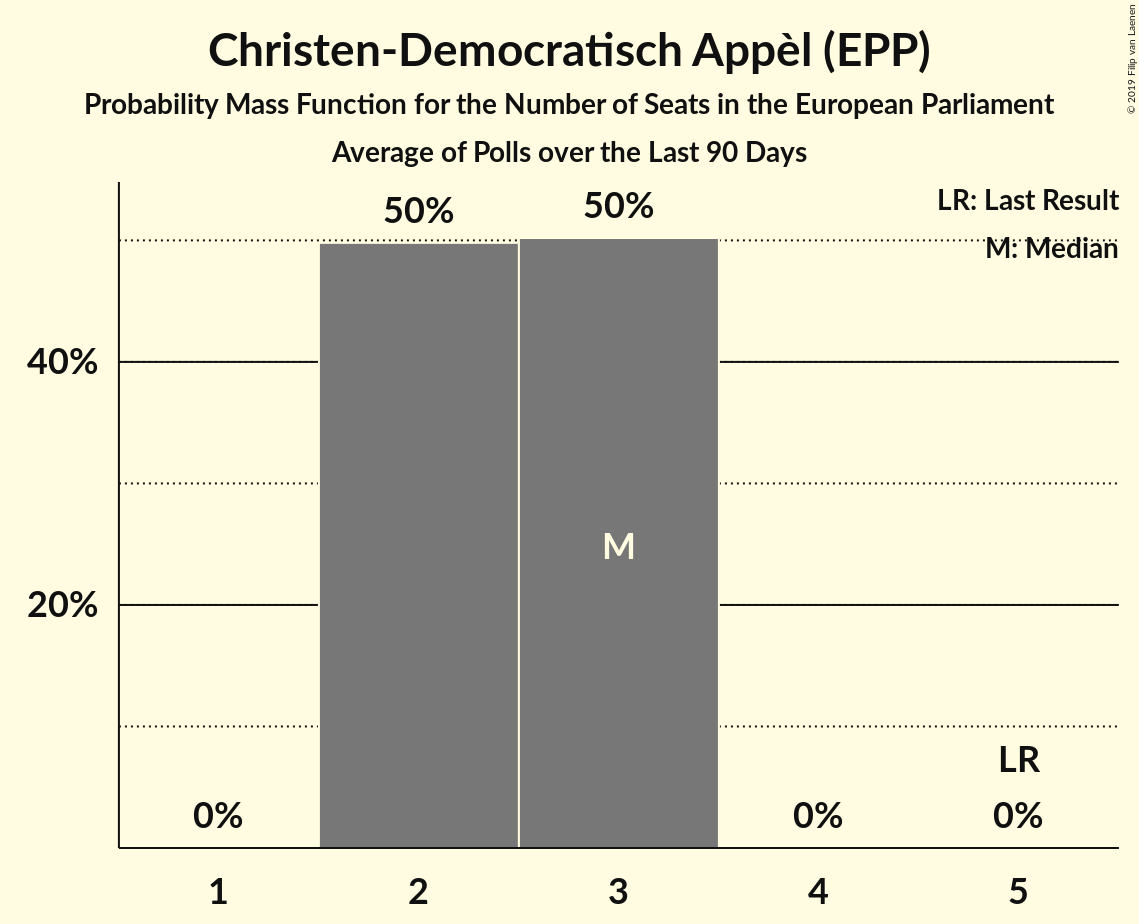 Christen-Democratisch Appèl (EPP)
Probability Mass Function for the Number of Seats in the European Parliament
Average of Polls over the Last 90 Days
© 2019 Filip van Laenen
LR: Last Result
M: Median
50%
50%
40%
20%
M
LR
0%
0%
0%
1
2
3
4
5